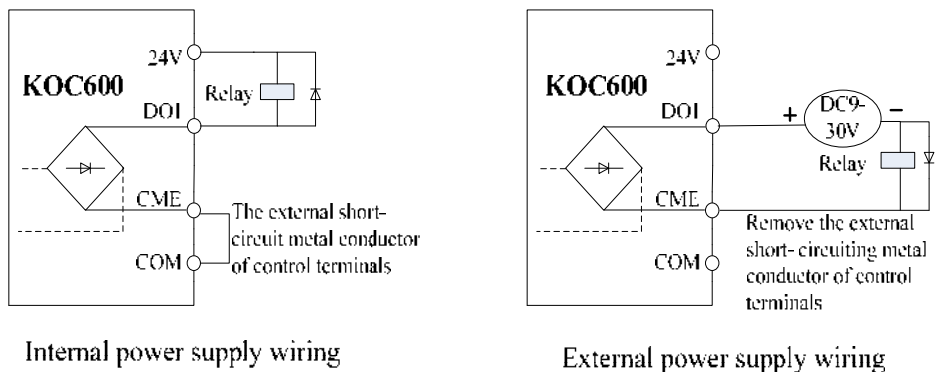 24V
KOC600
Relay
DO1
CME
The external short-
circuit metal conductor
of control terminals
COM
Internal power supply wiring
24V
KOC600
DO1
+
DC9-
30V
−
Relay
CME
Remove the external
short- circuiting metal
conductor of control
terminals
COM
External power supply wiring